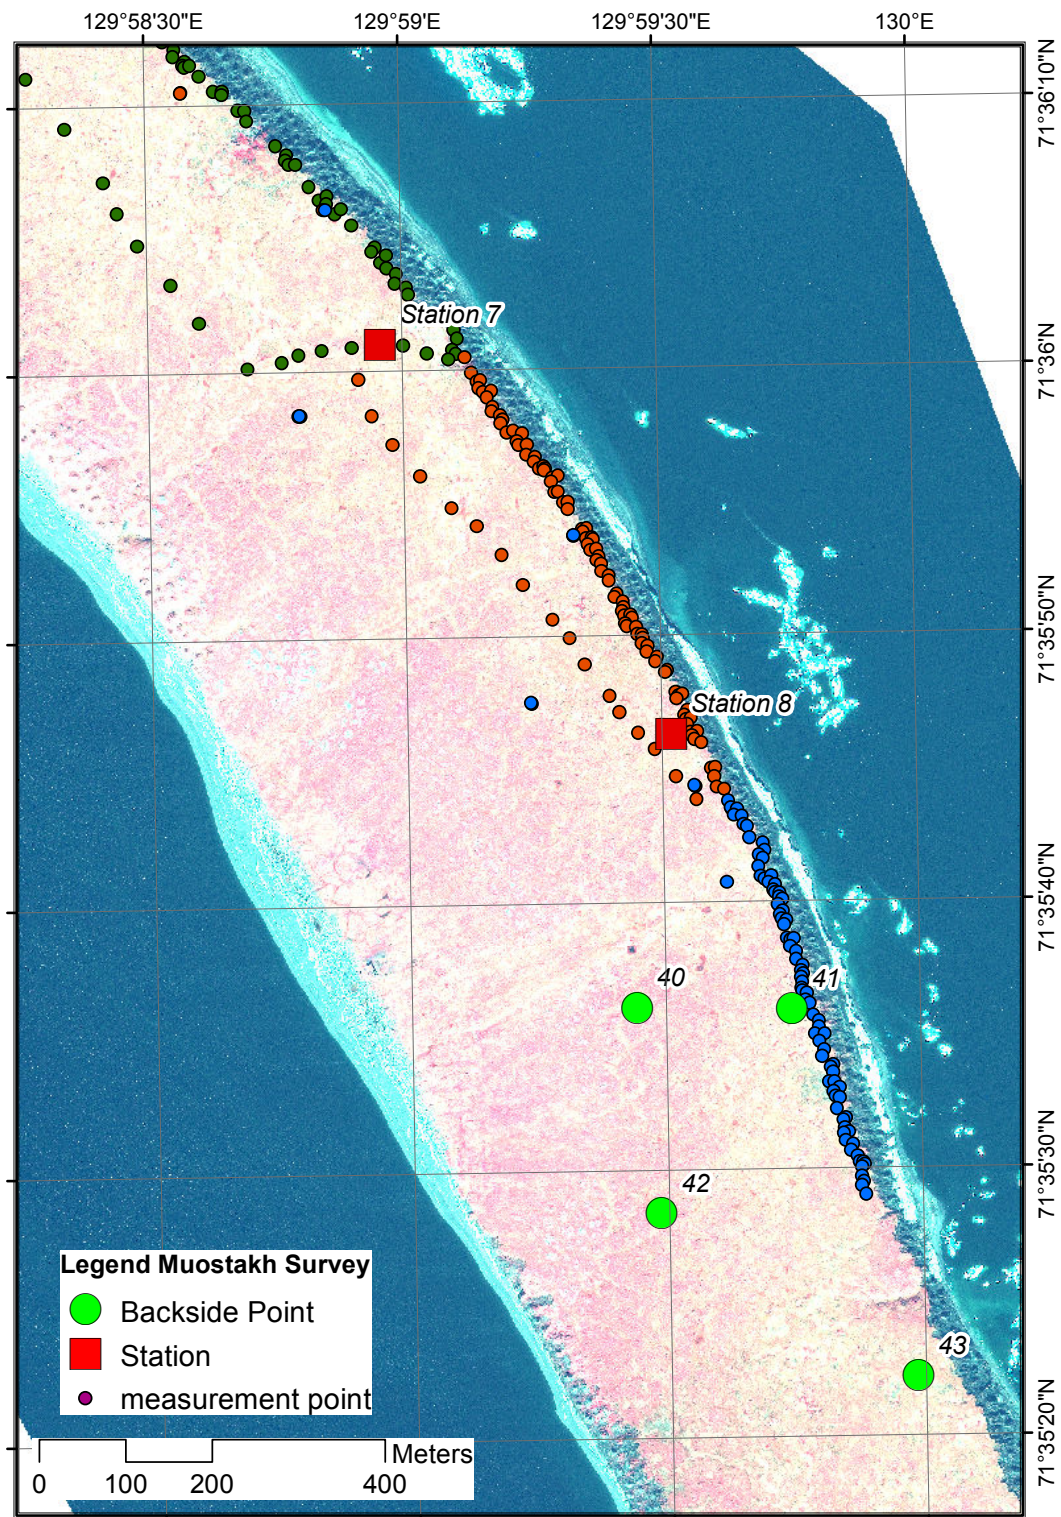 129°58'30"E 129°59'E 129°59'30"E 130°E
71°36'10"N
Station 7
71°36'N
71°35'50"N
Station 8
71°35'40"N
40
41
71°35'30"N
42
Legend Muostakh Survey
Backside Point
Station
measurement point
43
71°35'20"N
Meters
0 100 200 400